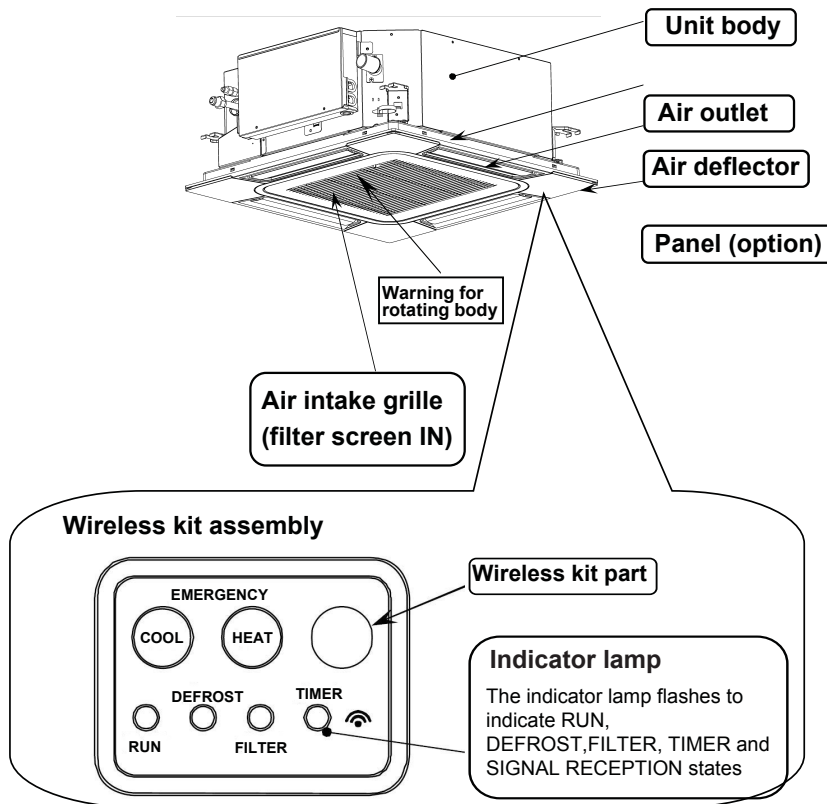 Unit body
Air outlet
Air deflector
Panel (option)
Warning for
rotating body
Air intake grille
(filter screen IN)
Wireless kit assembly
Wireless kit part
EMERGENCY
COOL
HEAT
DEFROST
TIMER
RUN
FILTER
Indicator lamp
The indicator lamp flashes to
indicate RUN,
DEFROST,FILTER, TIMER and
SIGNAL RECEPTION states